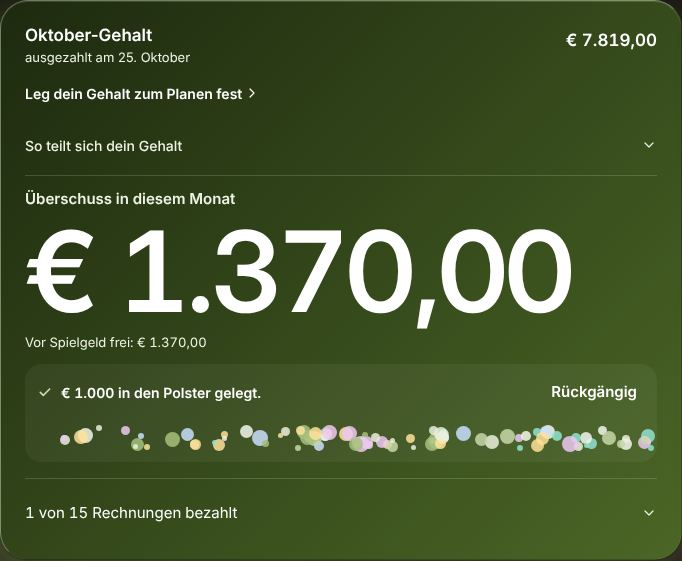 Oktober-Gehalt
€ 7.819,00
ausgezahlt am 25. Oktober
Leg dein Gehalt zum Planen fest
So teilt sich dein Gehalt
Überschuss in diesem Monat
€ 1.370,00
Vor Spielgeld frei: € 1.370,00
€ 1.000 in den Polster gelegt.
Rückgängig
1 von 15 Rechnungen bezahlt